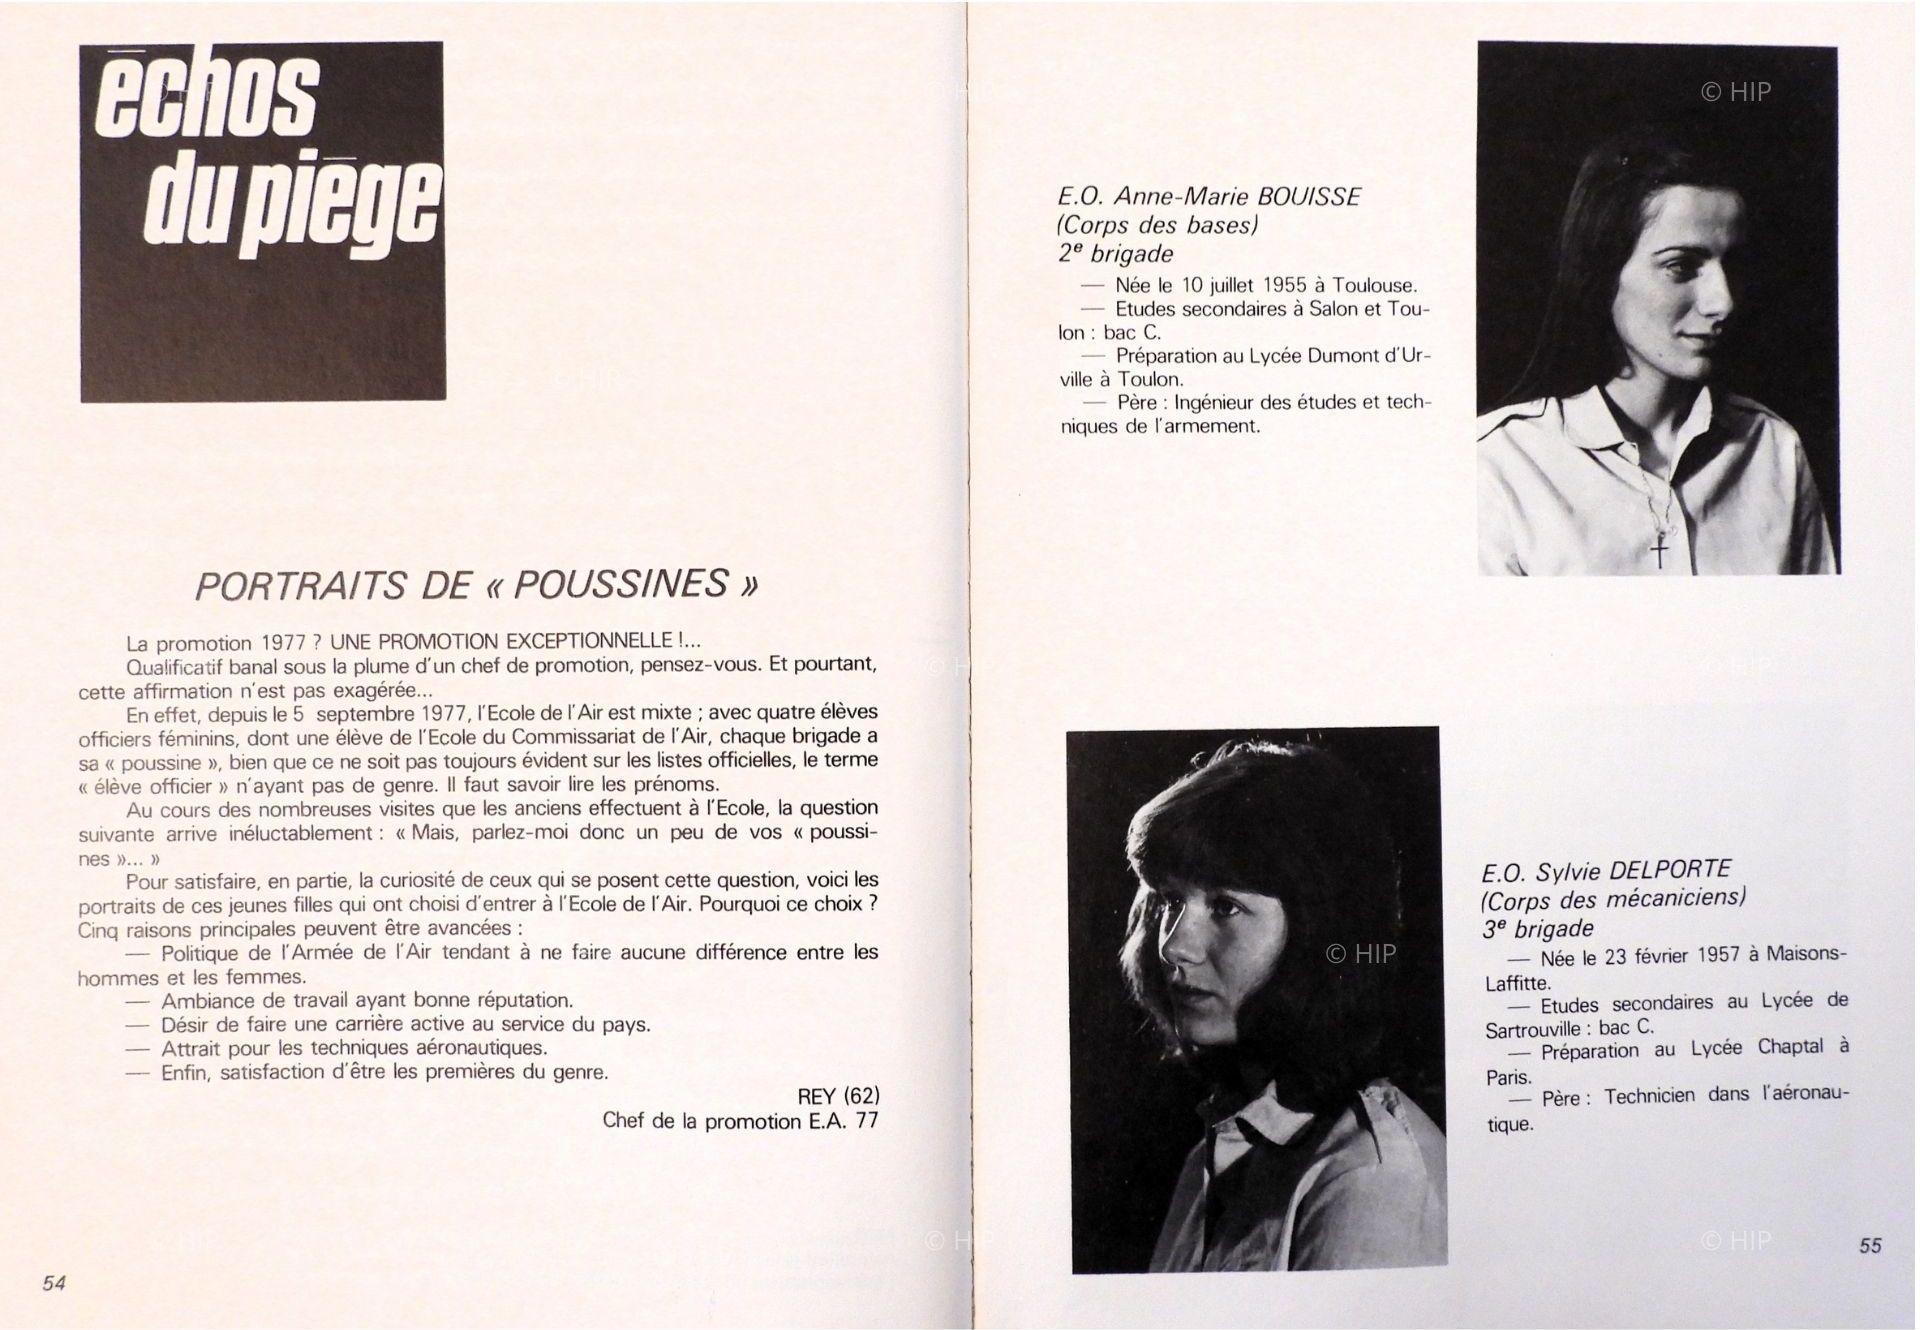 échos
du piège
PORTRAITS DE « POUSSINES »
La promotion 1977 ? UNE PROMOTION EXCEPTIONNELLE !...
Qualificatif banal sous la plume d'un chef de promotion, pensez-vous. Et pourtant,
cette affirmation n'est pas exagérée...
En effet, depuis le 5 septembre 1977, l'Ecole de l'Air est mixte ; avec quatre élèves
officiers féminins, dont une élève de l'Ecole du Commissariat de l'Air, chaque brigade a
sa « poussine », bien que ce ne soit pas toujours évident sur les listes officielles, le terme
« élève officier » n'ayant pas de genre. Il faut savoir lire les prénoms.
Au cours des nombreuses visites que les anciens effectuent à l'Ecole, la question
suivante arrive inéluctablement : « Mais, parlez-moi donc un peu de vos « poussi-
nes »... »
Pour satisfaire, en partie, la curiosité de ceux qui se posent cette question, voici les
portraits de ces jeunes filles qui ont choisi d'entrer à l'Ecole de l'Air. Pourquoi ce choix ?
Cinq raisons principales peuvent être avancées :
— Politique de l'Armée de l'Air tendant à ne faire aucune différence entre les
hommes et les femmes.
— Ambiance de travail ayant bonne réputation.
— Désir de faire une carrière active au service du pays.
— Attrait pour les techniques aéronautiques.
— Enfin, satisfaction d'être les premières du genre.
REY (62)
Chef de la promotion E.A. 77
54
E.O. Anne-Marie BOUISSE
(Corps des bases)
2e brigade
— Née le 10 juillet 1955 à Toulouse.
— Etudes secondaires à Salon et Tou-
lon : bac C.
— Préparation au Lycée Dumont d'Ur-
ville à Toulon.
— Père : Ingénieur des études et tech-
niques de l'armement.
© HIP
E.O. Sylvie DELPORTE
(Corps des mécaniciens)
3e brigade
— Née le 23 février 1957 à Maisons-
Laffitte.
— Etudes secondaires au Lycée de
Sartrouville : bac C.
— Préparation au Lycée Chaptal à
Paris.
— Père : Technicien dans l'aéronau-
tique.
© HIP
© HIP
© HIP
55